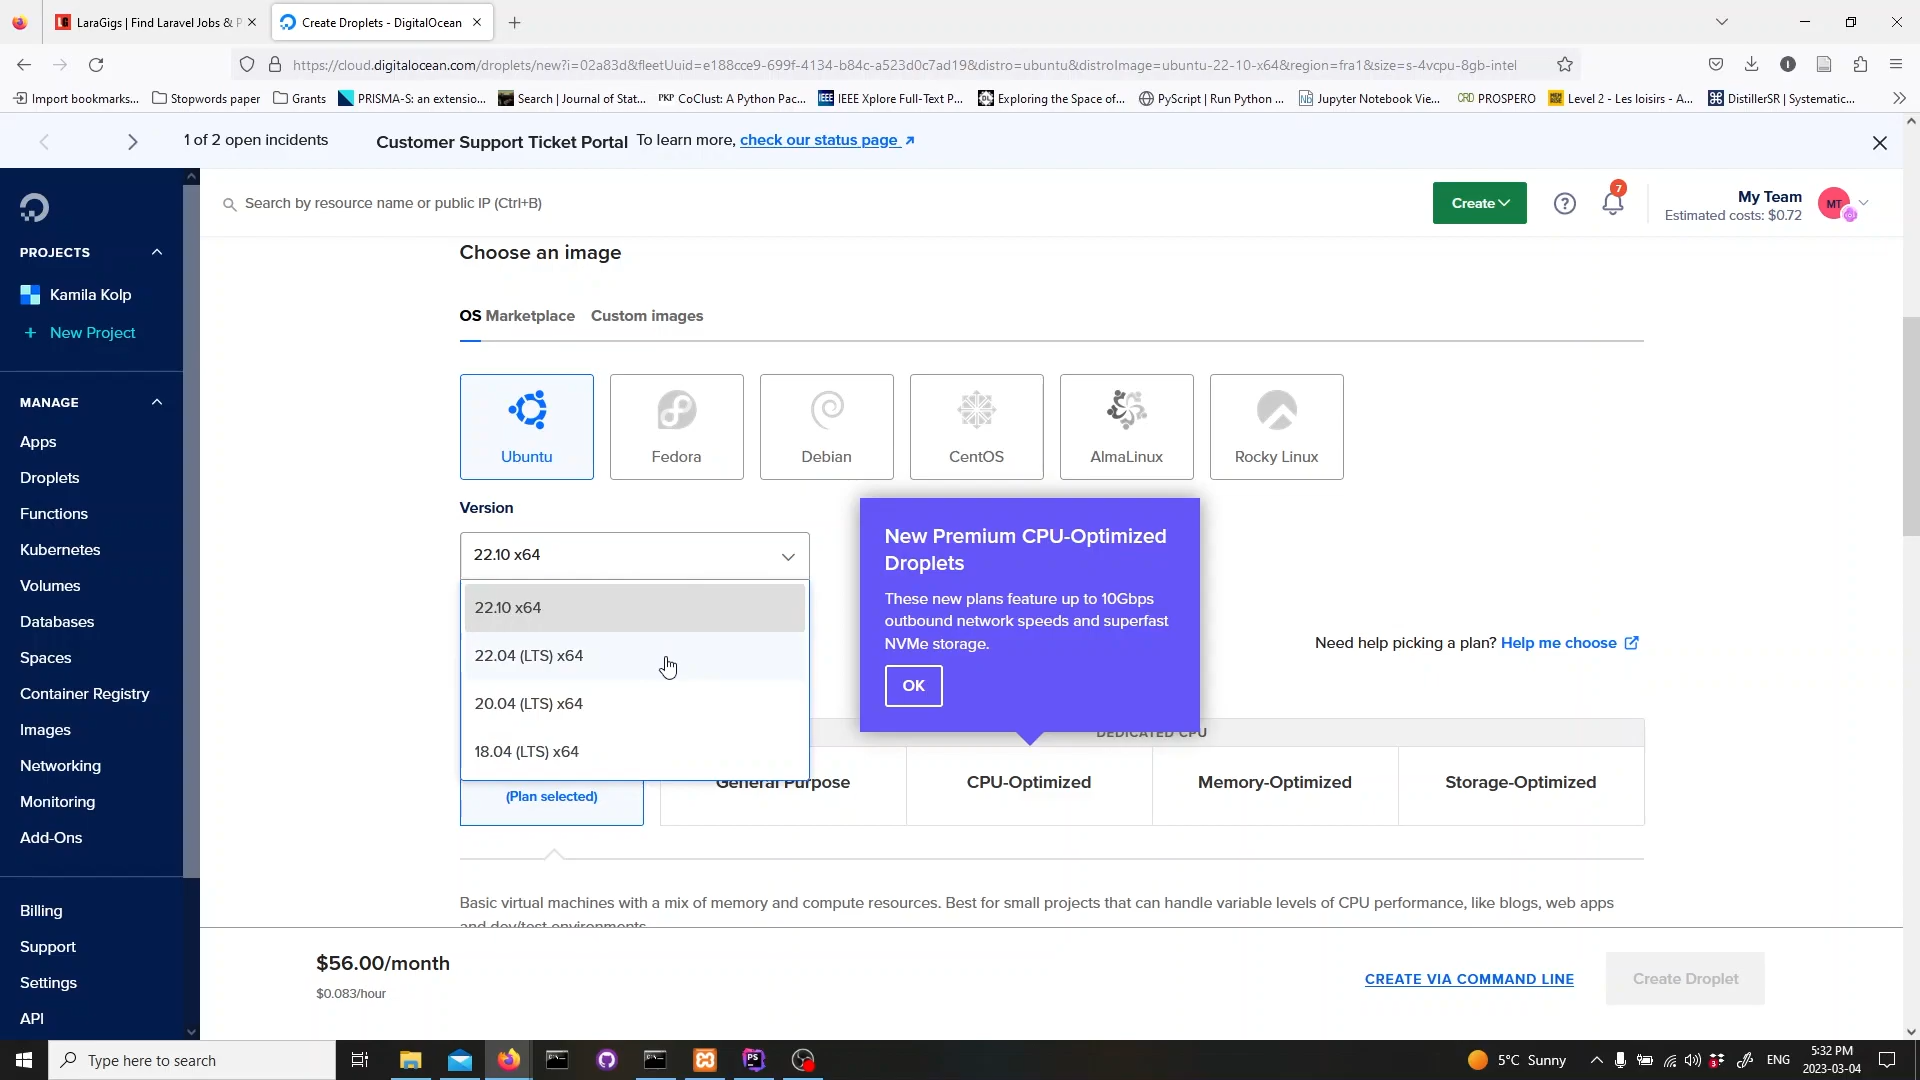 LaraGigs | Find Laravel Jobs & P
Create Droplets - DigitalOcean
https://cloud.digitalocean.com/droplets/new?i=02a83d&fleetUuid=e188cce9-699f-4134-b84c-a523d0c7ad19&distro=ubuntu&distroImage=ubuntu-22-10-x64&region=fra1&size=s-4vcpu-8gb-intel
Import bookmarks...
Stopwords paper
Grants
PRISMA-S: an extensio...
Search | Journal of Stat...
PKP CoClust: A Python Pac...
IEEE Xplore Full-Text P...
Exploring the Space of...
PyScript | Run Python ...
Jupyter Notebook Vie...
CRD PROSPERO
Level 2 - Les loisirs - A...
DistillerSR | Systematic...
1 of 2 open incidents
Customer Support Ticket Portal To learn more, check our status page
Search by resource name or public IP (Ctrl+B)
Create
7
My Team
Estimated costs: $0.72
MT
PROJECTS
Kamila Kolp
+ New Project
MANAGE
Apps
Droplets
Functions
Kubernetes
Volumes
Databases
Spaces
Container Registry
Images
Networking
Monitoring
Add-Ons
Billing
Support
Settings
API
Choose an image
OS Marketplace Custom images
Ubuntu
Fedora
Debian
CentOS
AlmaLinux
Rocky Linux
Version
22.10 x64
22.10 x64
22.04 (LTS) x64
20.04 (LTS) x64
18.04 (LTS) x64
New Premium CPU-Optimized
Droplets
These new plans feature up to 10Gbps
outbound network speeds and superfast
NVMe storage.
OK
Need help picking a plan? Help me choose
DEDICATED CPU
(Plan selected)
General Purpose
CPU-Optimized
Memory-Optimized
Storage-Optimized
Basic virtual machines with a mix of memory and compute resources. Best for small projects that can handle variable levels of CPU performance, like blogs, web apps
and dev/test environments.
$56.00/month
$0.083/hour
CREATE VIA COMMAND LINE
Create Droplet
Type here to search
5°C Sunny
ENG
5:32 PM
2023-03-04